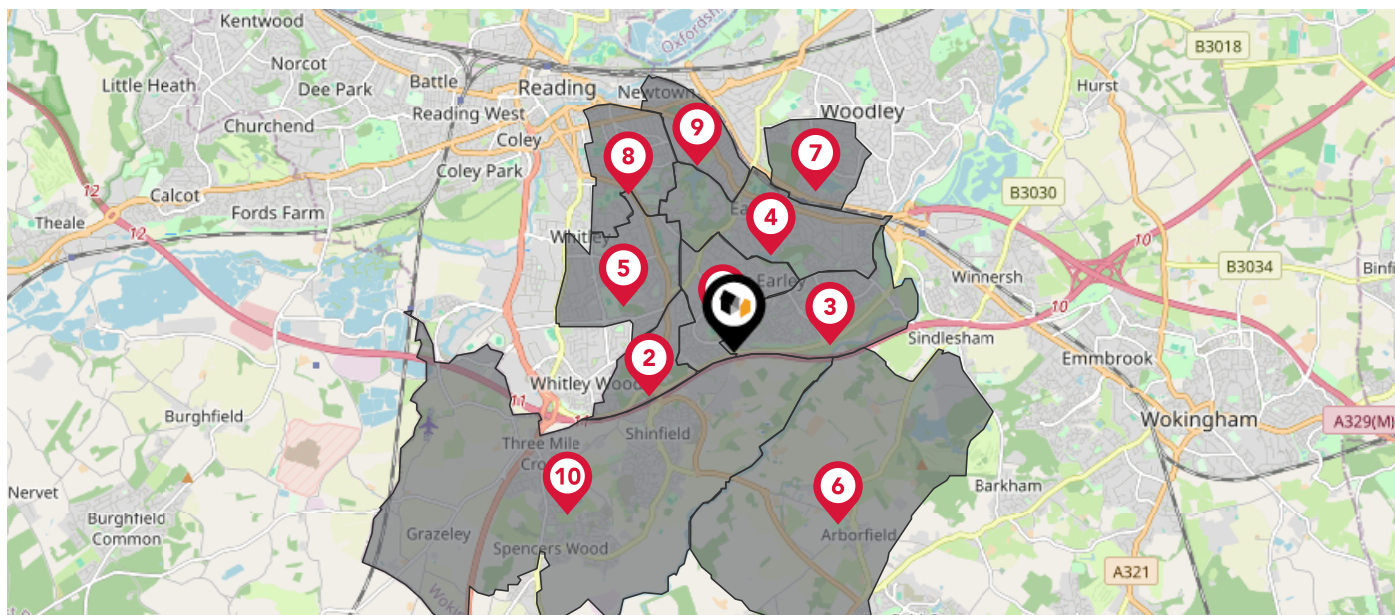 Kentwood
Oxfordshi
B3018
Norcot
Little Heath
Dee Park
Battle
Reading
Newtown
Hurst
Reading West
Woodley
Churchend
Coley
9
7
8
Coley Park
12
Calcot
B3030
Fords Farm
4
Theale
12
Whitley
10
5
Earley
Winnersh
B3034
Binfi
3
10
Sindlesham
2
Emmbrook
Whitley Wood
11
Burghfield
Wokingham
A329(M)
Shinfield
Three Mile
Cro
10
6
Barkham
Nervet
Burghfield
Common
Grazeley
Arborfield
Spencers Wood
A321
Woki